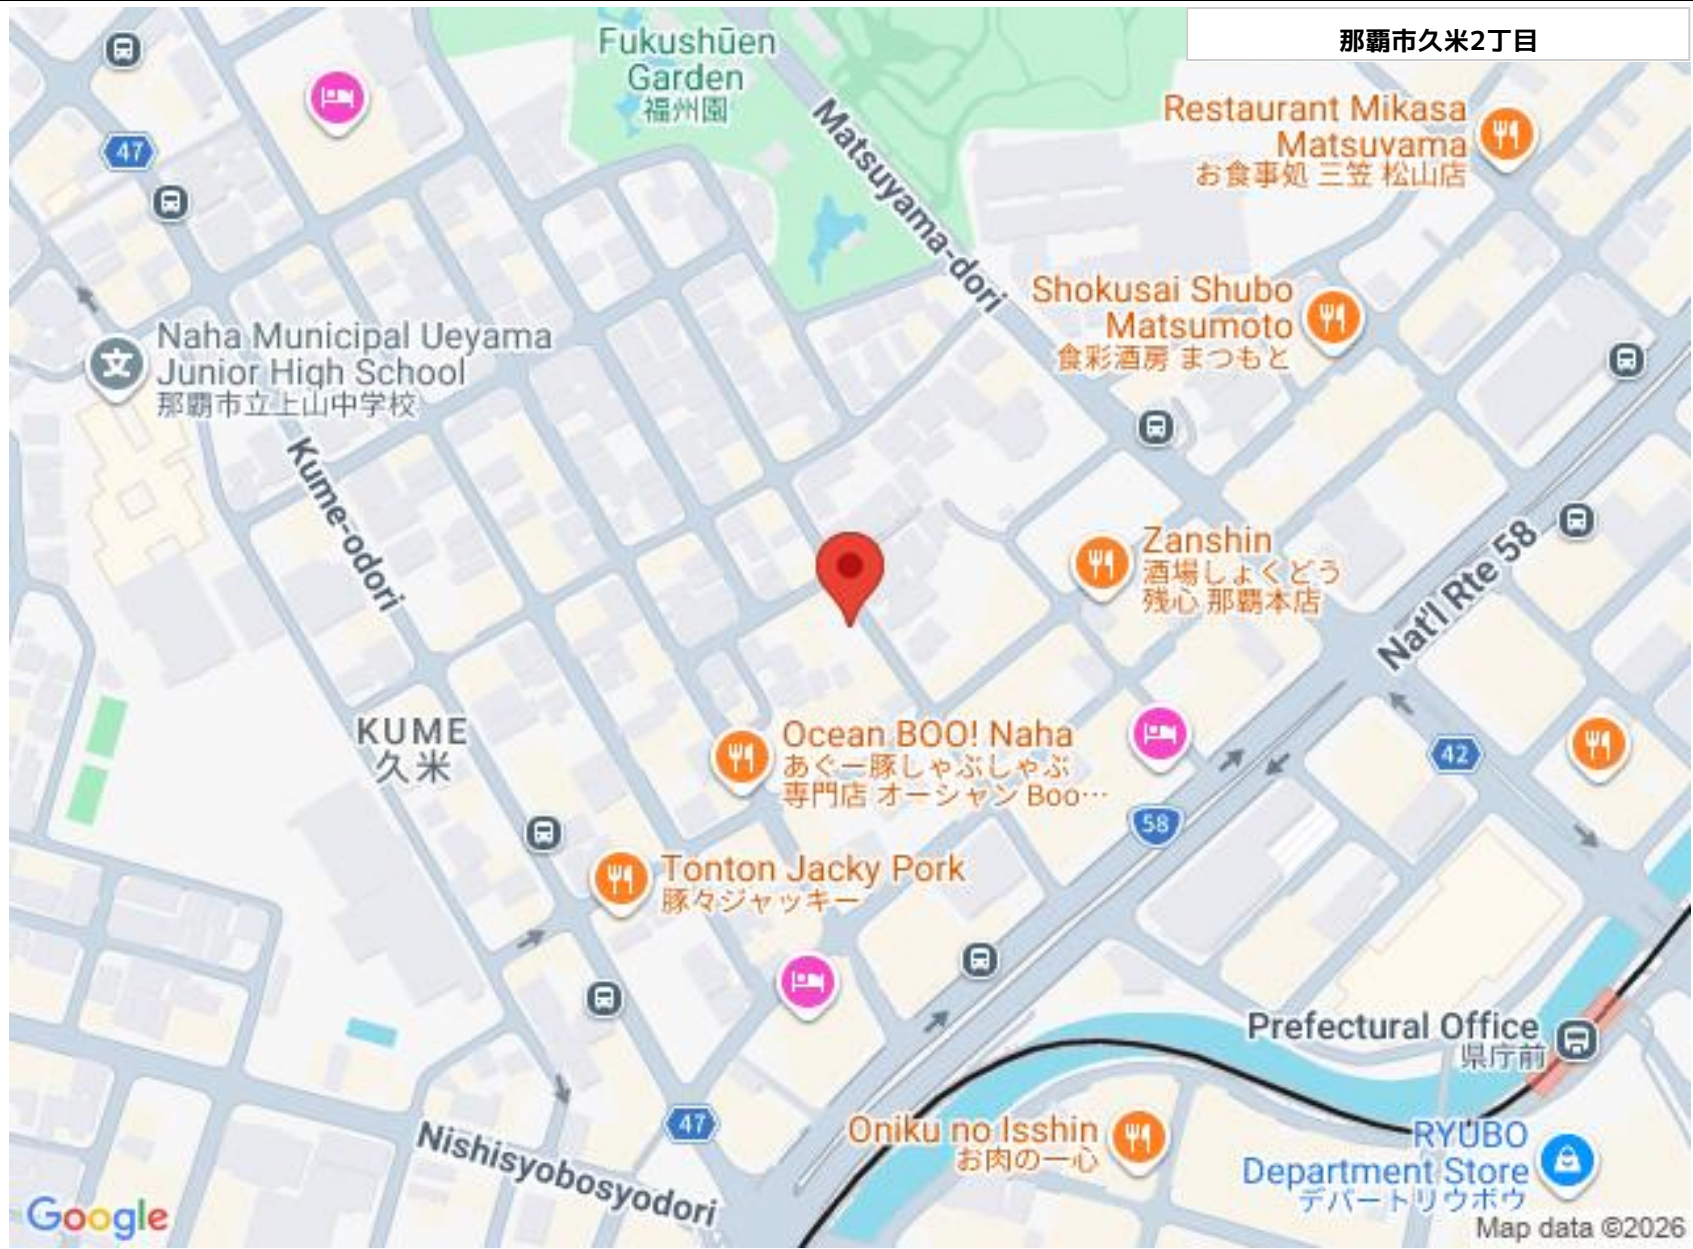 那覇市久米2丁目
Fukushūen
Garden
福州園
47
Matsuyama-dori
Restaurant Mikasa
Matsuyama
お食事処 三笠 松山店
Shokusai Shubo
Matsumoto
食彩酒房 まつもと
Naha Municipal Ueyama
Junior High School
那覇市立上山中学校
Kume-odori
Zanshin
酒場しょくどう
残心 那覇本店
Nat'l Rte 58
KUME
久米
Ocean BOO! Naha
あぐー豚しゃぶしゃぶ
専門店 オーシャン Boo…
42
58
Tonton Jacky Pork
豚々ジャッキー
Prefectural Office
県庁前
47
Oniku no Isshin
お肉の一心
RYUBO
Department Store
デパートリウボウ
Nishisyobosyodori
Google
Map data ©2026